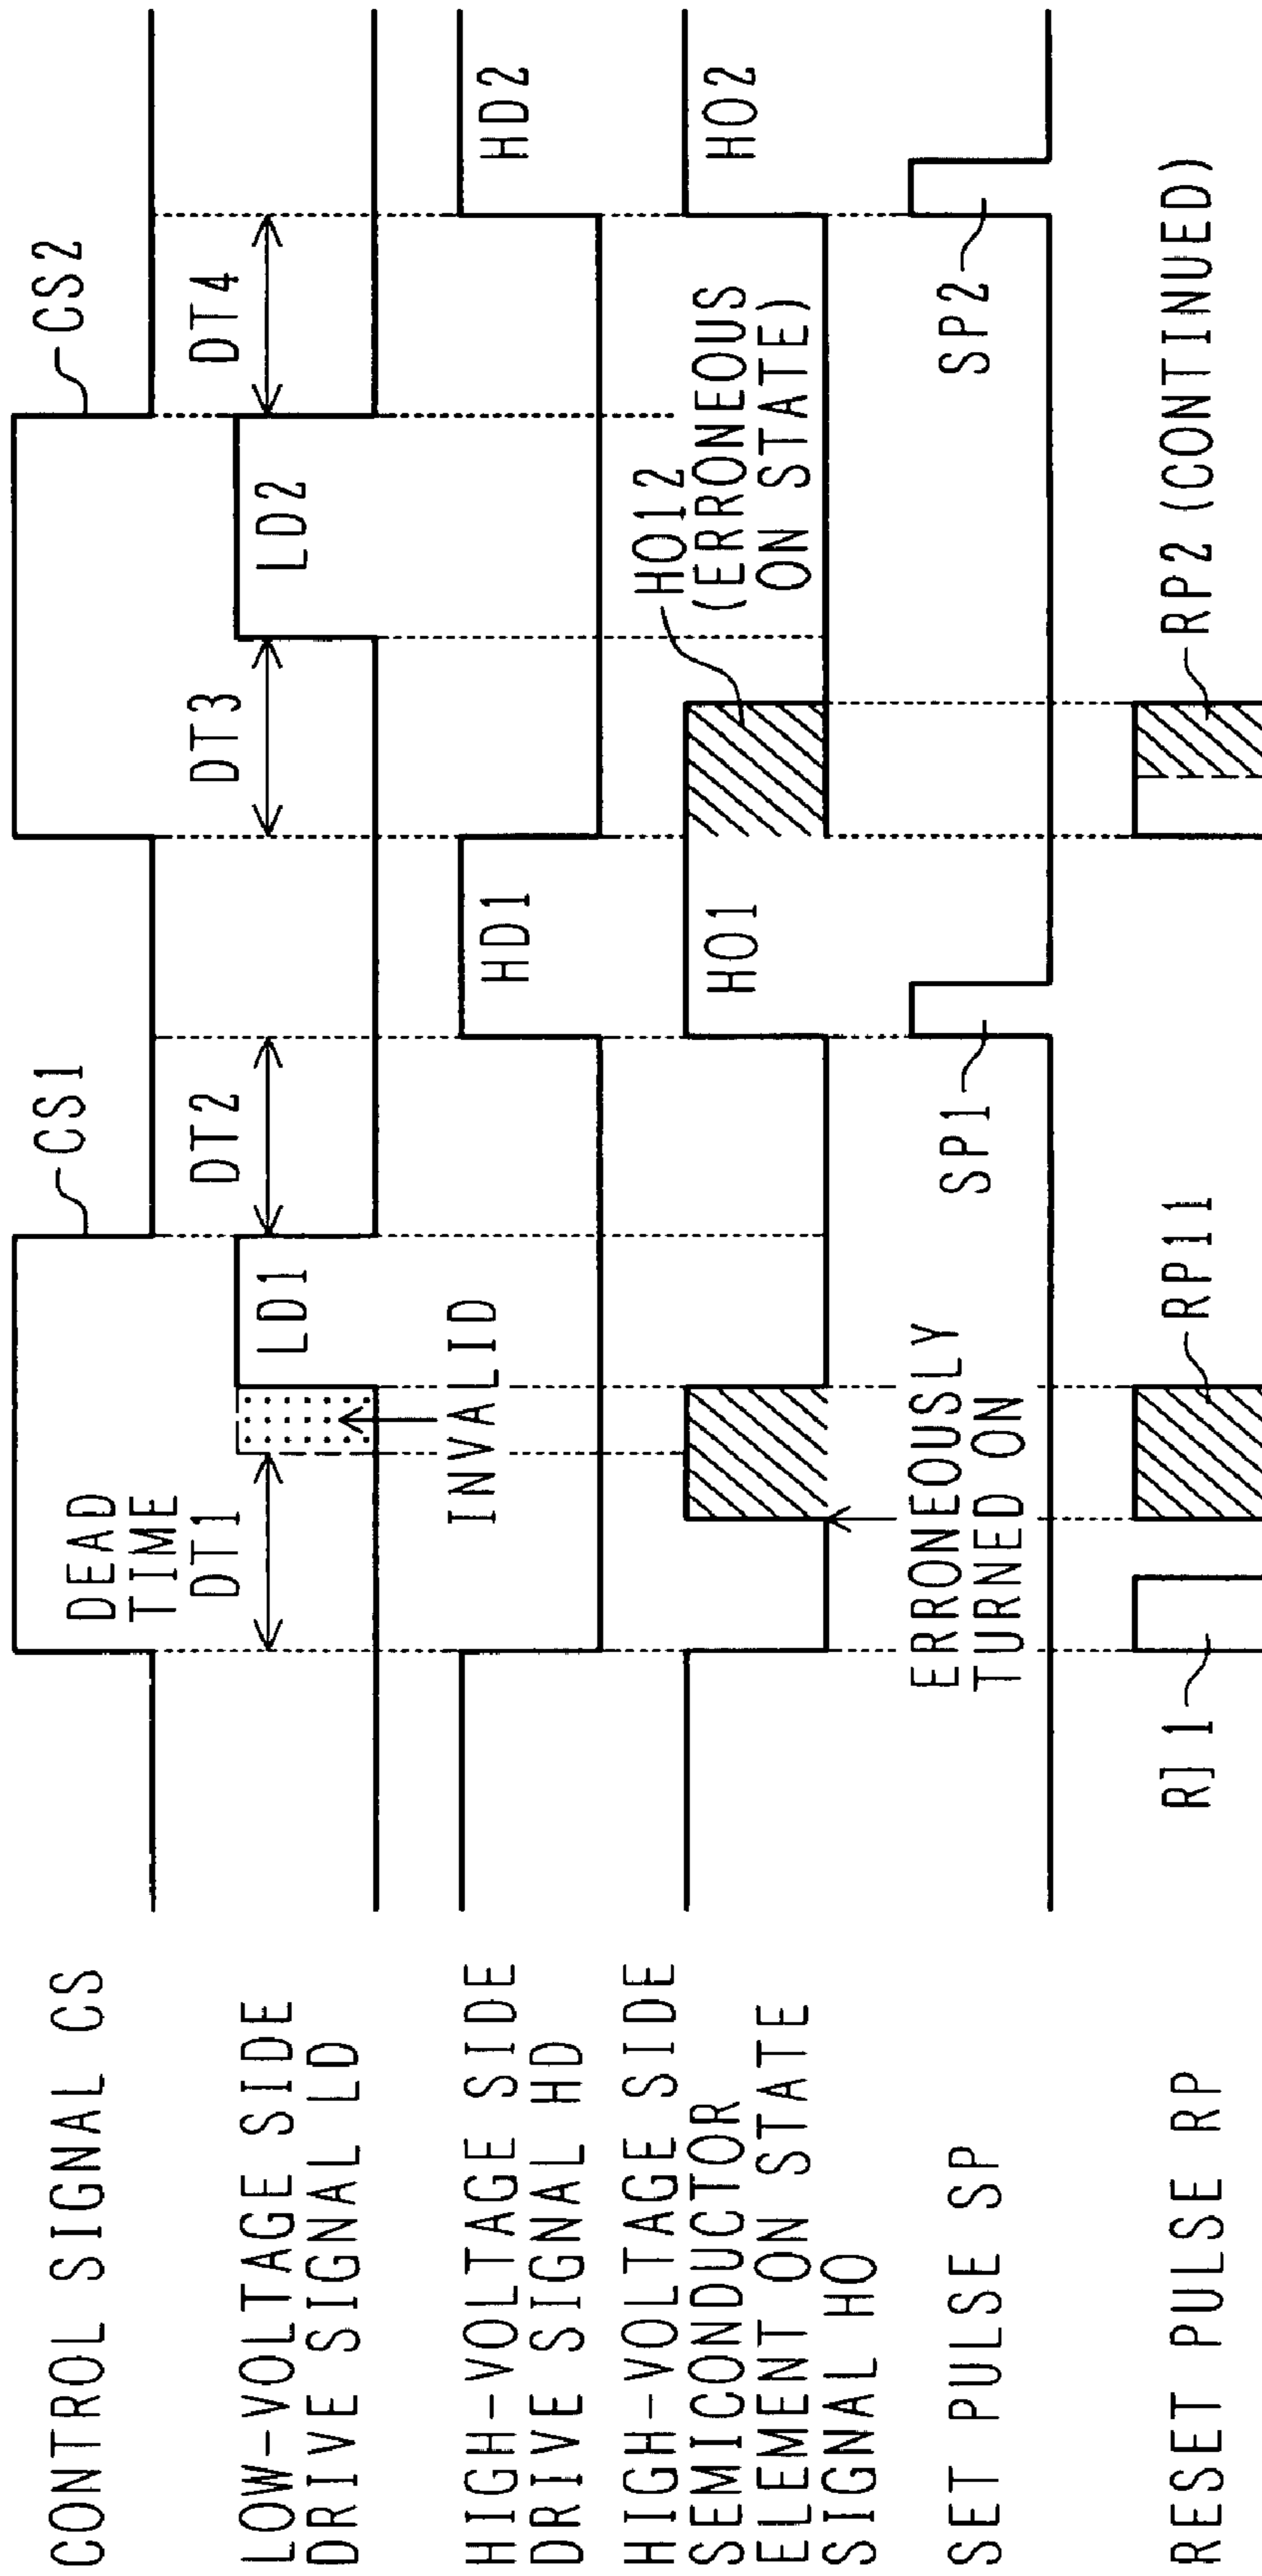 CONTROL SIGNAL CS
LOW-VOLTAGE SIDE
DRIVE SIGNAL LD
HIGH-VOLTAGE SIDE
DRIVE SIGNAL HD
HIGH-VOLTAGE SIDE
SEMICONDUCTOR
ELEMENT ON STATE
SIGNAL HO
SET PULSE SP
RESET PULSE RP
CS1
CS2
DEAD
TIME
DT1
DT2
DT3
DT4
LD1
LD2
INVALID
HD1
HD2
HO1
HO12
(ERRONEOUS
ON STATE)
HO2
ERRONEOUSLY
TURNED ON
SP1
SP2
RP11
RP2 (CONTINUED)